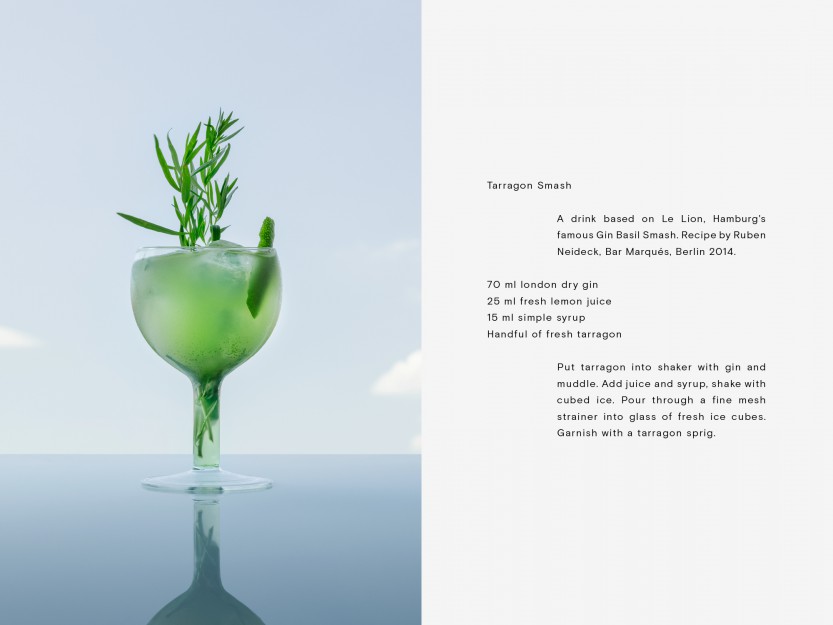 Tarragon Smash
A drink based on Le Lion, Hamburg's
famous Gin Basil Smash. Recipe by Ruben
Neideck, Bar Marqués, Berlin 2014.
70 ml london dry gin
25 ml fresh lemon juice
15 ml simple syrup
Handful of fresh tarragon
Put tarragon into shaker with gin and
muddle. Add juice and syrup, shake with
cubed ice. Pour through a fine mesh
strainer into glass of fresh ice cubes.
Garnish with a tarragon sprig.